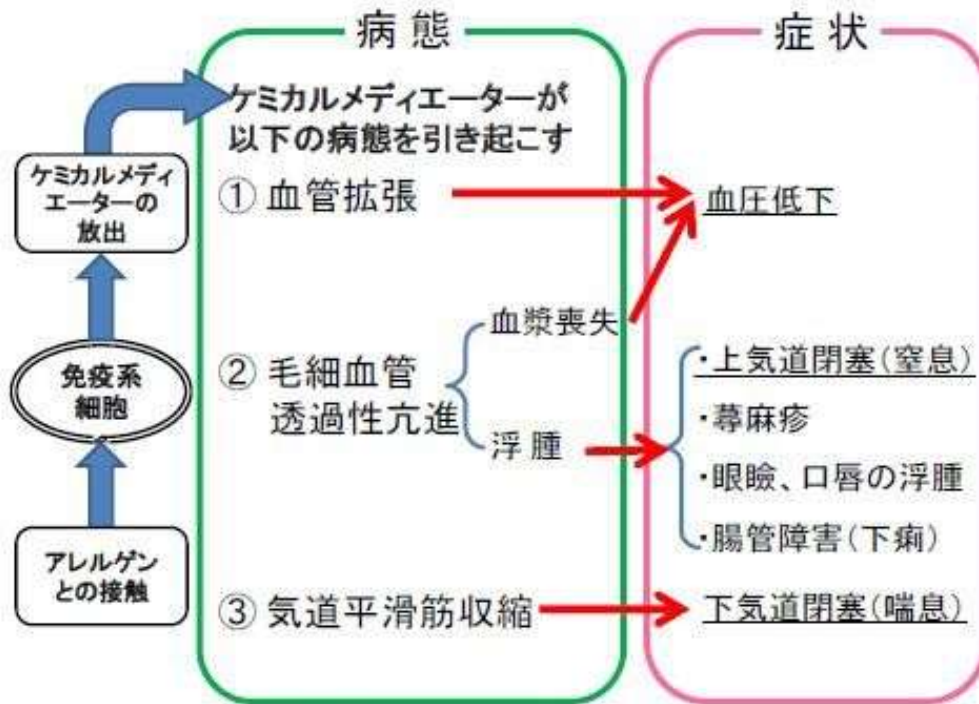 病態
症状
ケミカルメディエーターが
以下の病態を引き起こす
ケミカルメディ
エーターの
放出
免疫系
細胞
アレルゲン
との接触
① 血管拡張
血圧低下
② 毛細血管
透過性亢進
血漿喪失
浮腫
・上気道閉塞(窒息)
・蕁麻疹
・眼瞼、口唇の浮腫
・腸管障害(下痢)
③ 気道平滑筋収縮
下気道閉塞(喘息)